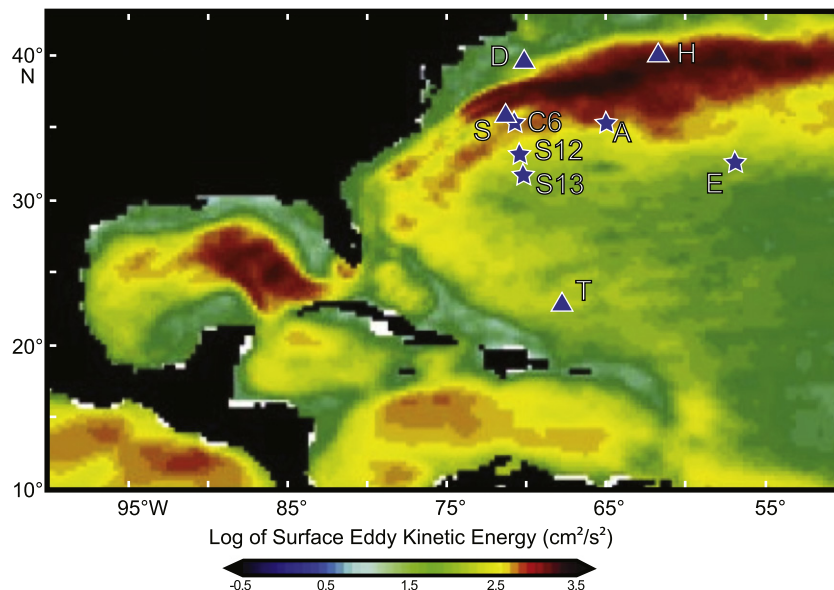 40°
N
30°
20°
10°
D
H
S
C6
A
S12
S13
E
T
95°W
85°
75°
65°
55°
Log of Surface Eddy Kinetic Energy (cm²/s²)
-0.5
0.5
1.5
2.5
3.5